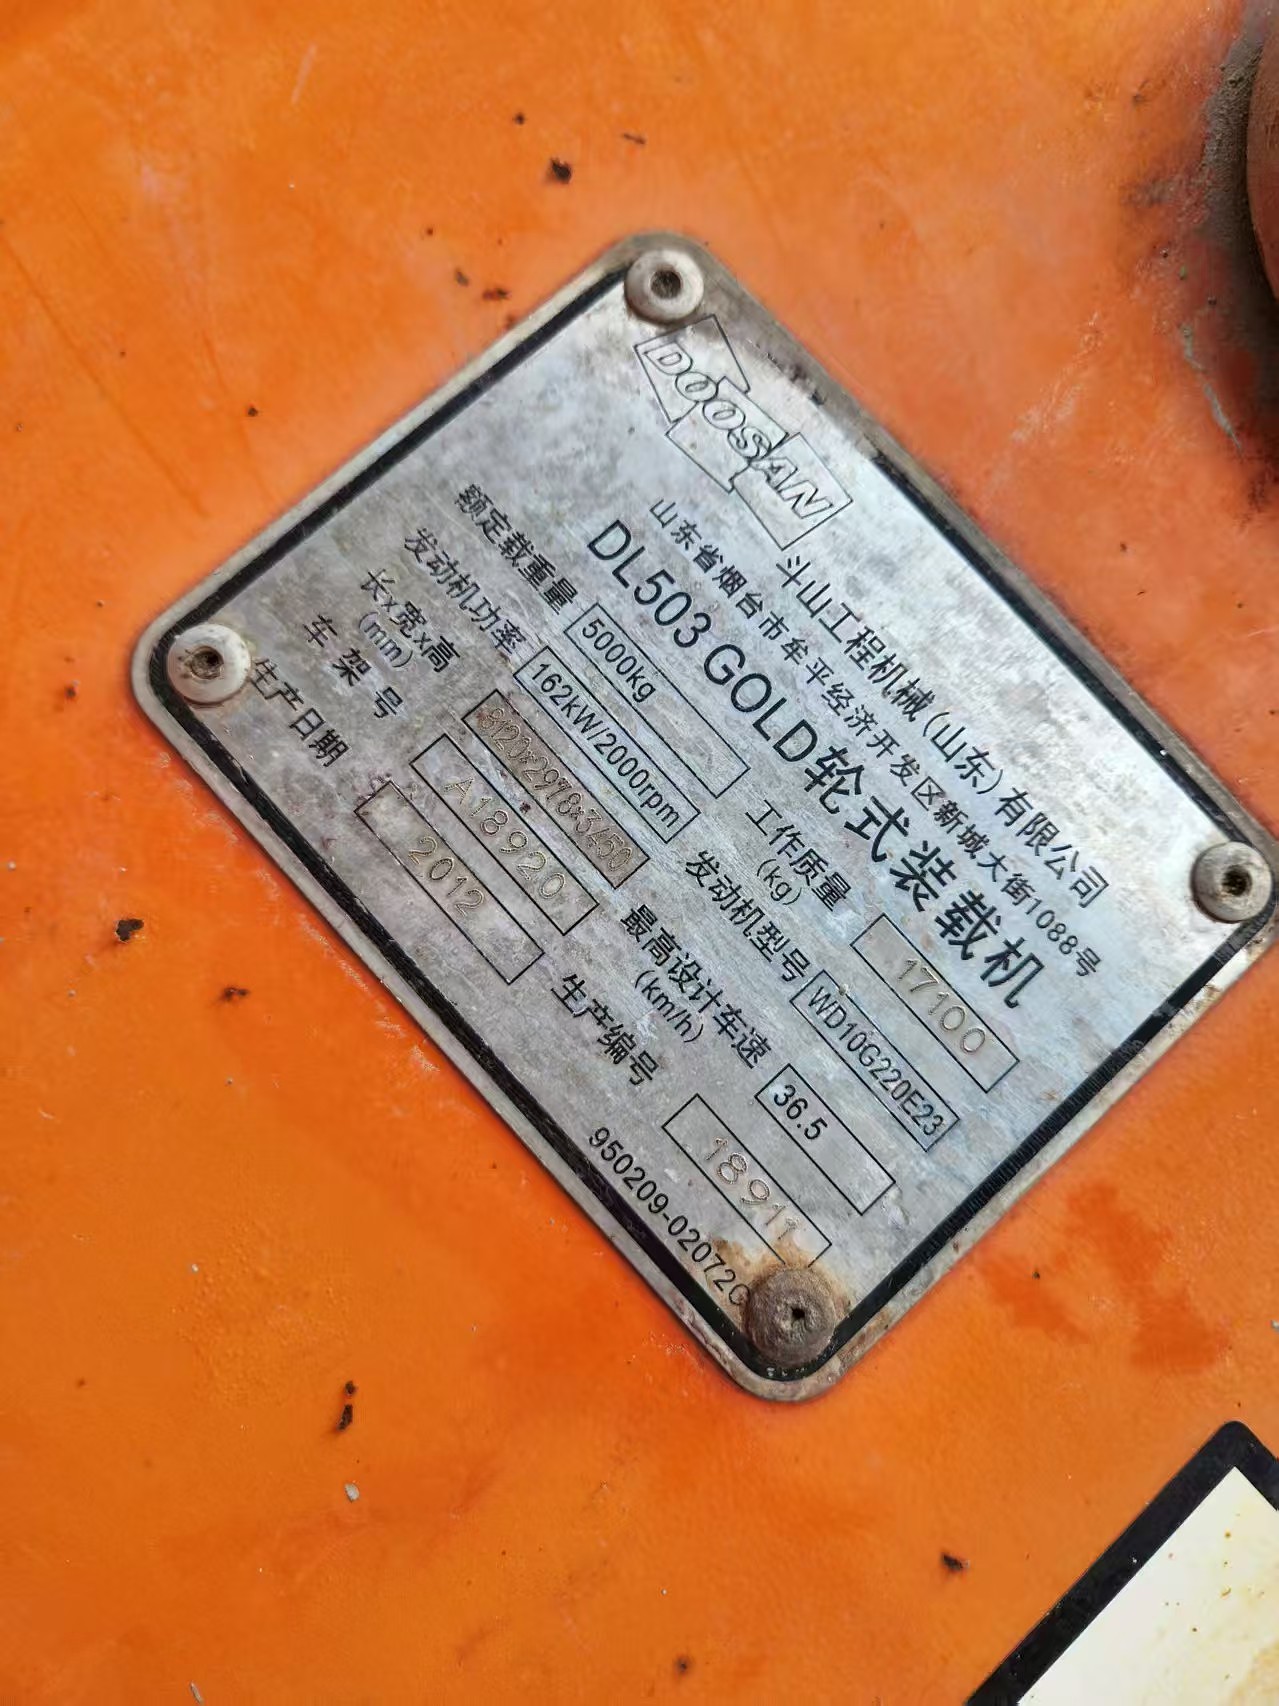 DOOSAN
斗山工程机械(山东)有限公司
山东省烟台市牟平经济开发区新城大街1088号
DL503 GOLD轮式装载机
额定载重量 5000kg 工作质量(kg) 17100
发动机功率 162kW/2000rpm 发动机型号 WD10G220E23
长x宽x高(mm) 8120*2978*3450 最高设计车速(km/h) 36.5
车架号 A18920 生产编号 18911
生产日期 2012
950209-02072C